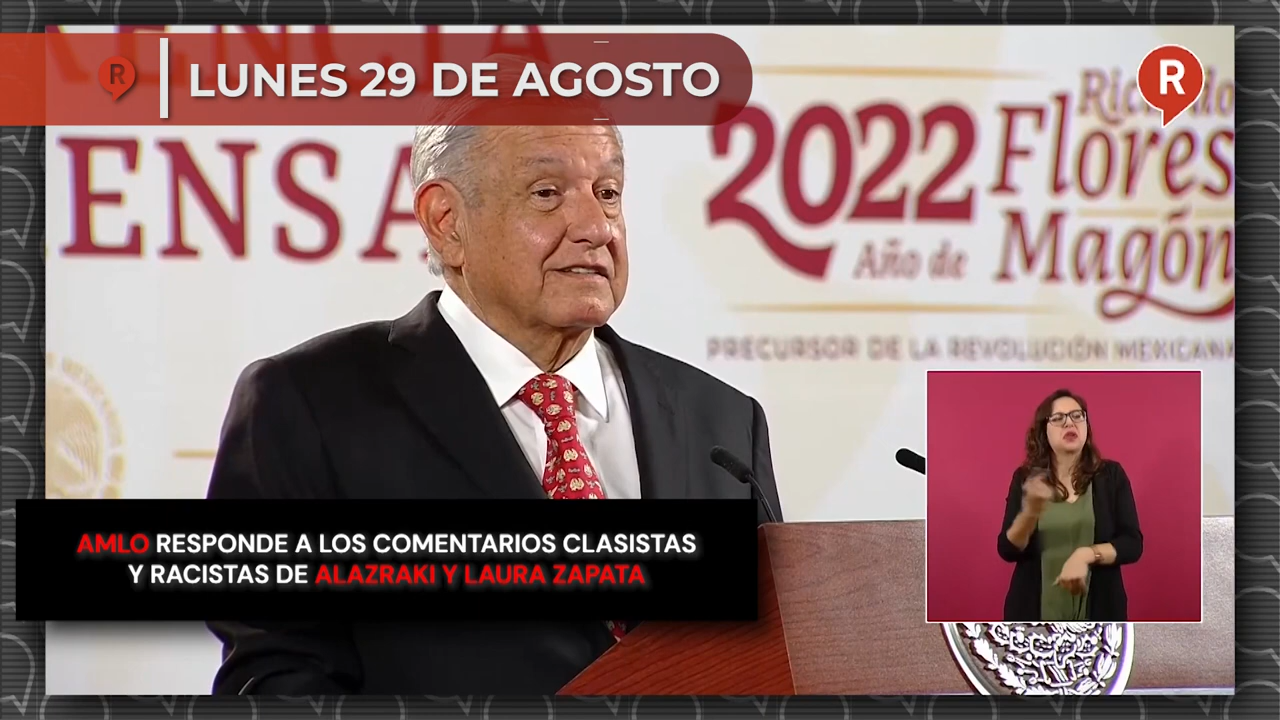 R
LUNES 29 DE AGOSTO
R
ENSA
2022
Año de
Ricardo
Flores
Magón
PRECURSOR DE LA REVOLUCIÓN MEXICANA
AMLO RESPONDE A LOS COMENTARIOS CLASISTAS
Y RACISTAS DE ALAZRAKI Y LAURA ZAPATA